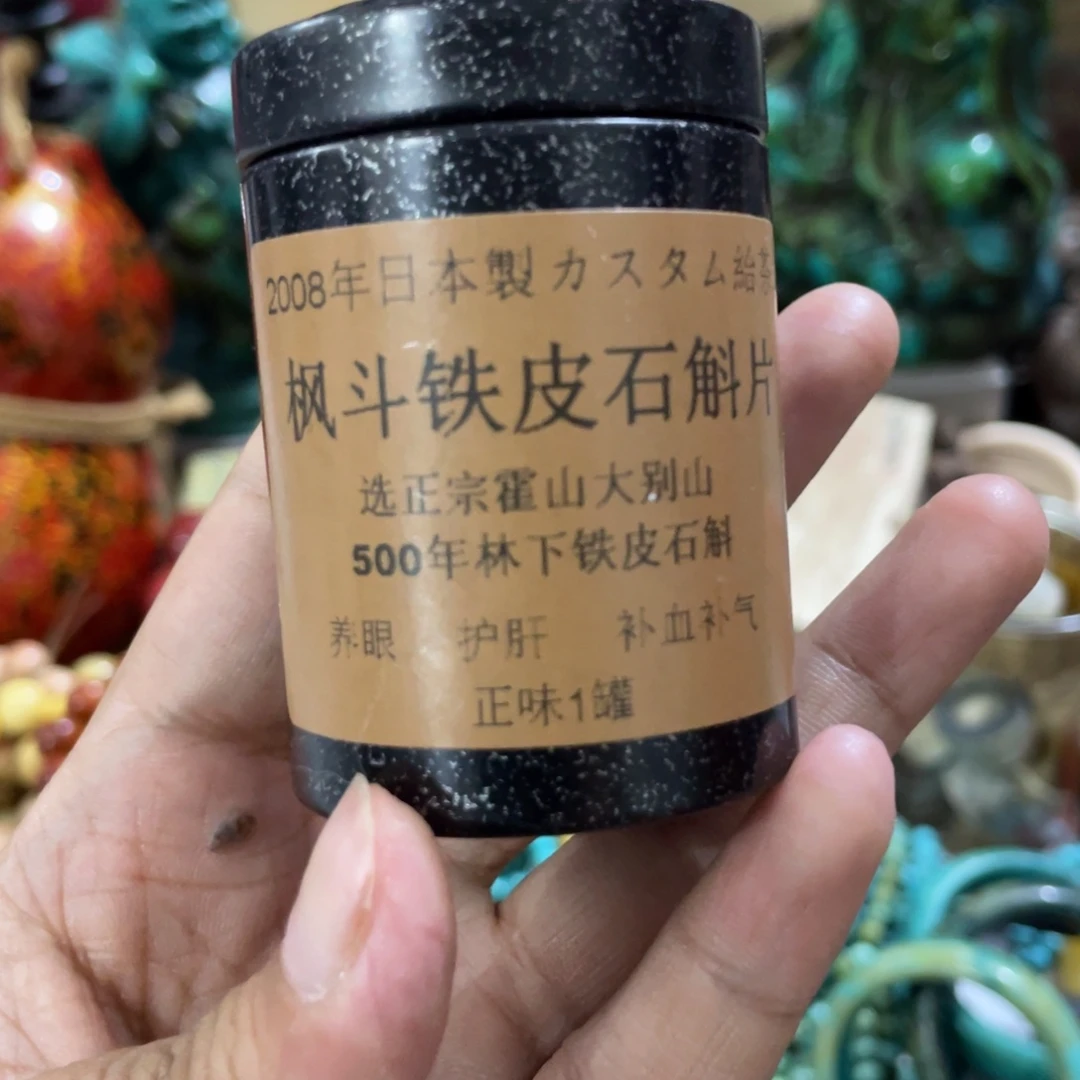 2008年日本製カスタム給茶
枫斗铁皮石斛片
选正宗霍山大别山
500年林下铁皮石斛
养眼 护肝 补血补气
正味1罐